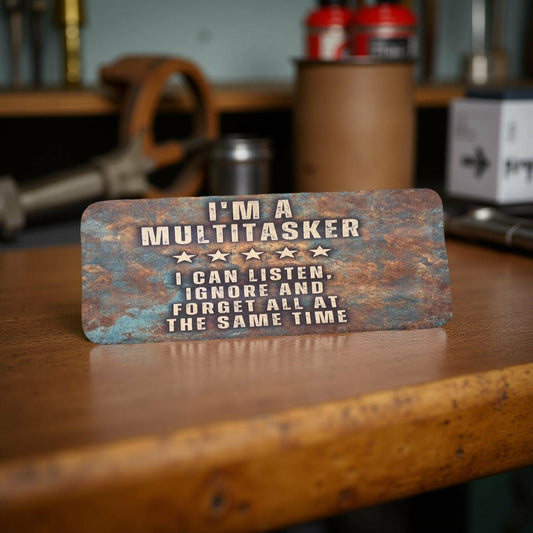 I'M A
MULTITASKER
I CAN LISTEN,
IGNORE AND
FORGET ALL AT
THE SAME TIME